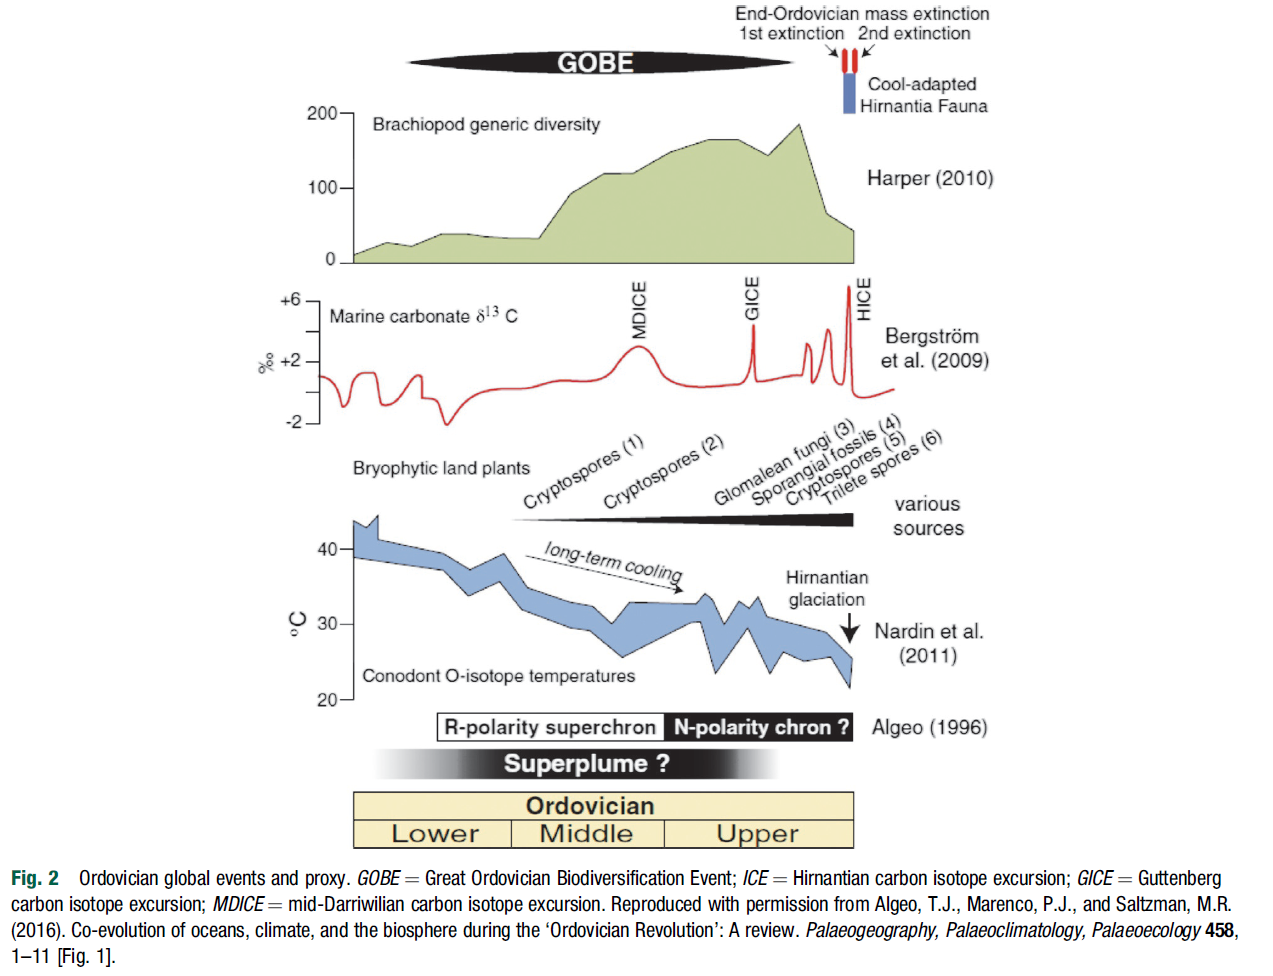 End-Ordovician mass extinction
1st extinction 2nd extinction
GOBE
Cool-adapted
Hirnantia Fauna
200
Brachiopod generic diversity
100
Harper (2010)
0
+6
Marine carbonate δ13 C
MDICE
GICE
HICE
‰
+2
-2
Bergström
et al. (2009)
Bryophytic land plants
Cryptospores (1)
Cryptospores (2)
Glomalean fungi (3)
Sporangial fossils (4)
Cryptospores (5)
Trilete spores (6)
various
sources
40
long-term cooling
Hirnantian
glaciation
°C
30
Nardin et al.
(2011)
Conodont O-isotope temperatures
20
R-polarity superchron
N-polarity chron ?
Algeo (1996)
Superplume ?
Ordovician
Lower
Middle
Upper
Fig. 2 Ordovician global events and proxy. GOBE = Great Ordovician Biodiversification Event; ICE = Hirnantian carbon isotope excursion; GICE = Guttenberg
carbon isotope excursion; MDICE = mid-Darriwilian carbon isotope excursion. Reproduced with permission from Algeo, T.J., Marenco, P.J., and Saltzman, M.R.
(2016). Co-evolution of oceans, climate, and the biosphere during the 'Ordovician Revolution': A review. Palaeogeography, Palaeoclimatology, Palaeoecology 458,
1–11 [Fig. 1].